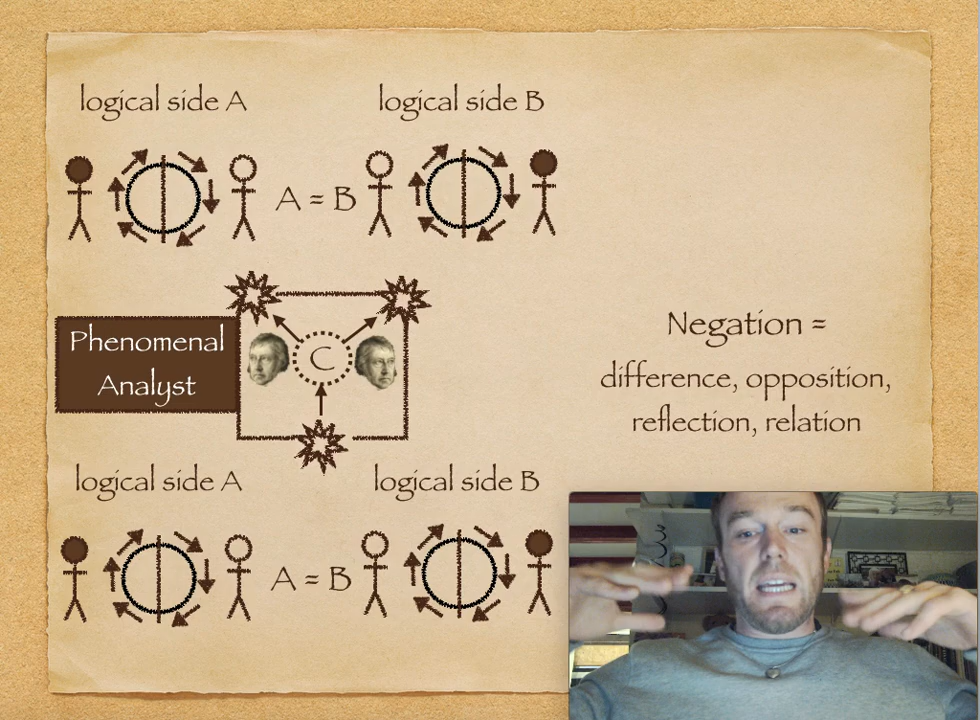 logical side A
logical side B
A = B
Phenomenal
Analyst
C
Negation =
difference, opposition,
reflection, relation
logical side A
logical side B
A = B